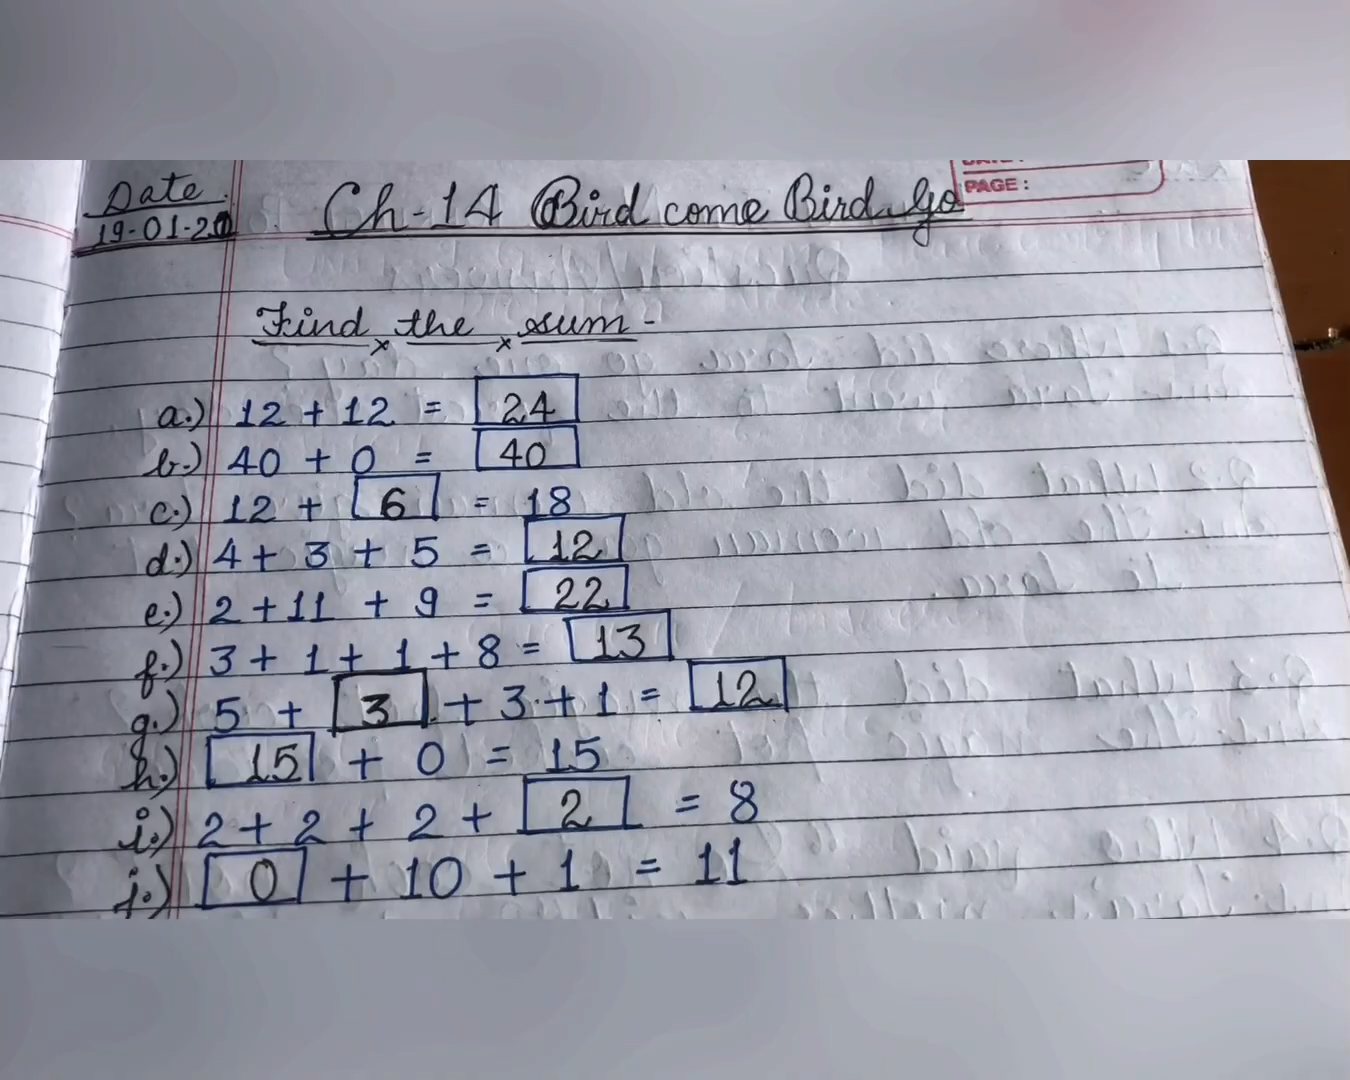 Date
19-01-20
PAGE :
Ch-14 Bird come Bird Go
Find the sum-
a.) 12 + 12 = 24
b.) 40 + 0 = 40
c.) 12 + 6 = 18
d.) 4 + 3 + 5 = 12
e.) 2 + 11 + 9 = 22
f.) 3 + 1 + 1 + 8 = 13
g.) 5 + 3 + 3 + 1 = 12
h.) 15 + 0 = 15
i.) 2 + 2 + 2 + 2 = 8
j.) 0 + 10 + 1 = 11